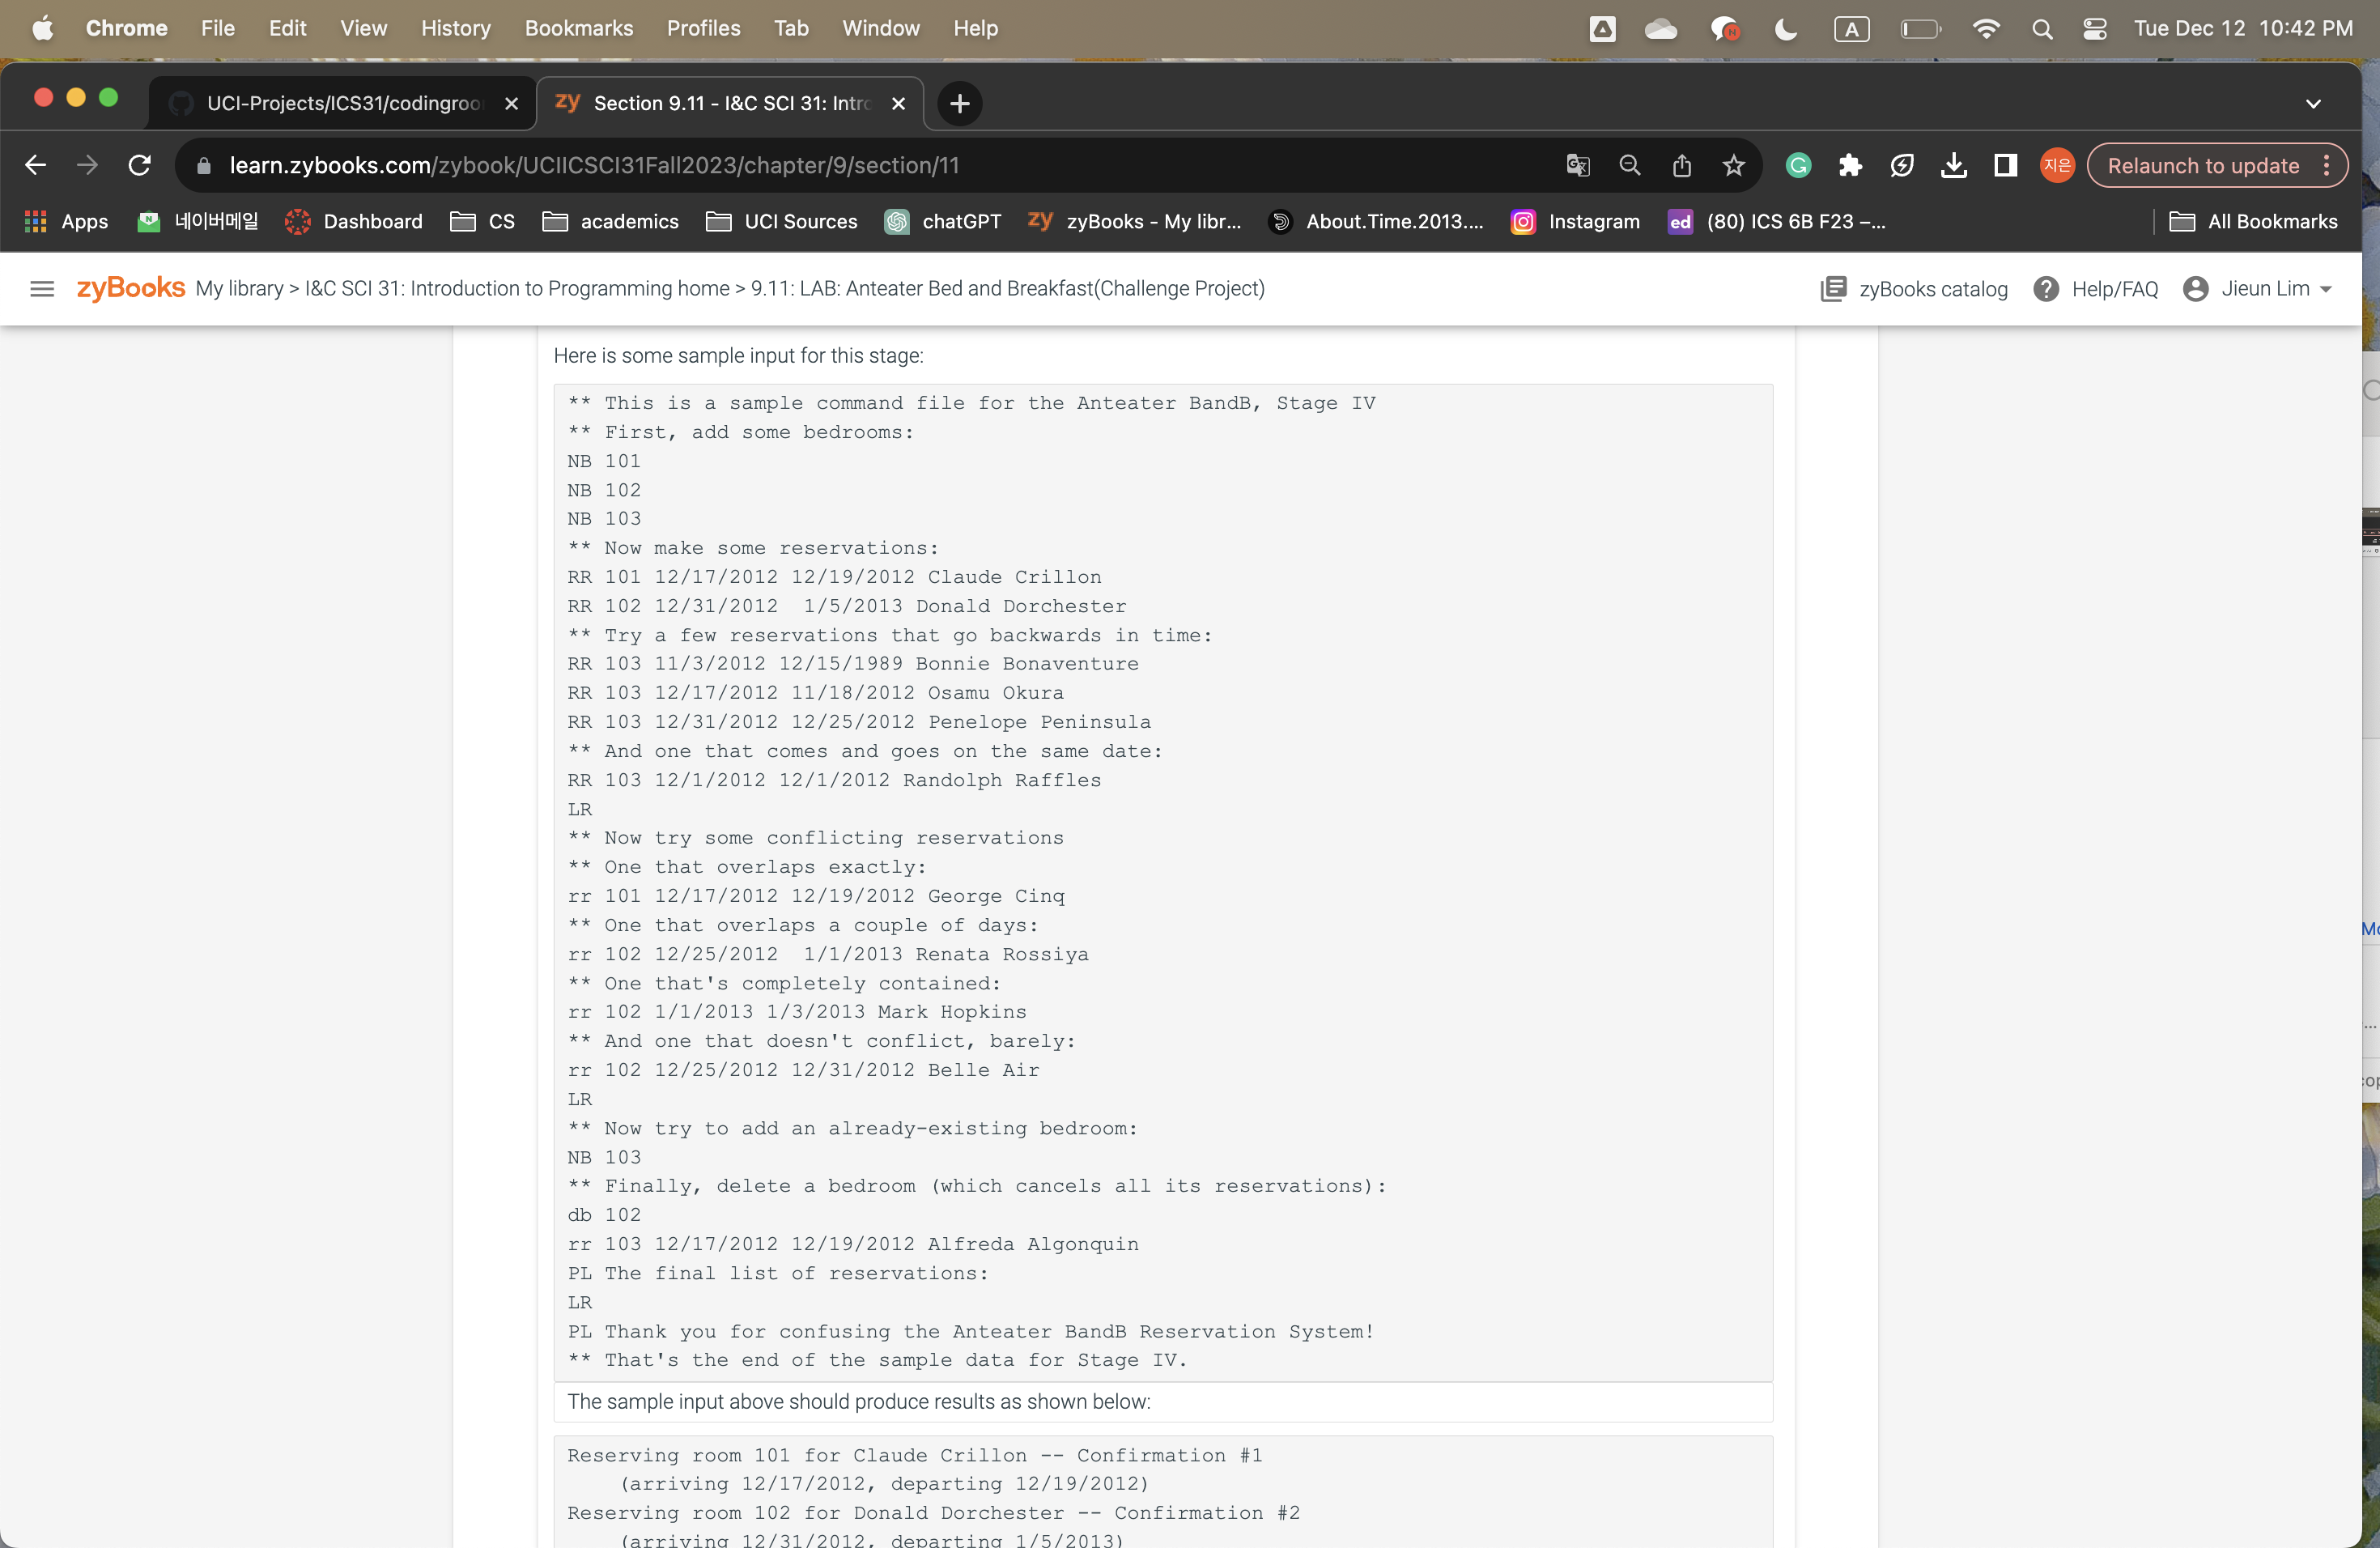 Chrome File Edit View History Bookmarks Profiles Tab Window Help A Tue Dec 12 10:42 PM
UCI-Projects/ICS31/codingroo
zy Section 9.11 - I&C SCI 31: Intro
learn.zybooks.com/zybook/UCIICSCI31Fall2023/chapter/9/section/11 지은 Relaunch to update
Apps 네이버메일 Dashboard CS academics UCI Sources chatGPT zy zyBooks - My libr... About.Time.2013.... Instagram ed (80) ICS 6B F23 –... All Bookmarks
zyBooks My library > I&C SCI 31: Introduction to Programming home > 9.11: LAB: Anteater Bed and Breakfast(Challenge Project) zyBooks catalog Help/FAQ Jieun Lim
Here is some sample input for this stage:
** This is a sample command file for the Anteater BandB, Stage IV
** First, add some bedrooms:
NB 101
NB 102
NB 103
** Now make some reservations:
RR 101 12/17/2012 12/19/2012 Claude Crillon
RR 102 12/31/2012  1/5/2013 Donald Dorchester
** Try a few reservations that go backwards in time:
RR 103 11/3/2012 12/15/1989 Bonnie Bonaventure
RR 103 12/17/2012 11/18/2012 Osamu Okura
RR 103 12/31/2012 12/25/2012 Penelope Peninsula
** And one that comes and goes on the same date:
RR 103 12/1/2012 12/1/2012 Randolph Raffles
LR
** Now try some conflicting reservations
** One that overlaps exactly:
rr 101 12/17/2012 12/19/2012 George Cinq
** One that overlaps a couple of days:
rr 102 12/25/2012  1/1/2013 Renata Rossiya
** One that's completely contained:
rr 102 1/1/2013 1/3/2013 Mark Hopkins
** And one that doesn't conflict, barely:
rr 102 12/25/2012 12/31/2012 Belle Air
LR
** Now try to add an already-existing bedroom:
NB 103
** Finally, delete a bedroom (which cancels all its reservations):
db 102
rr 103 12/17/2012 12/19/2012 Alfreda Algonquin
PL The final list of reservations:
LR
PL Thank you for confusing the Anteater BandB Reservation System!
** That's the end of the sample data for Stage IV.
The sample input above should produce results as shown below:
Reserving room 101 for Claude Crillon -- Confirmation #1
(arriving 12/17/2012, departing 12/19/2012)
Reserving room 102 for Donald Dorchester -- Confirmation #2
(arriving 12/31/2012, departing 1/5/2013)